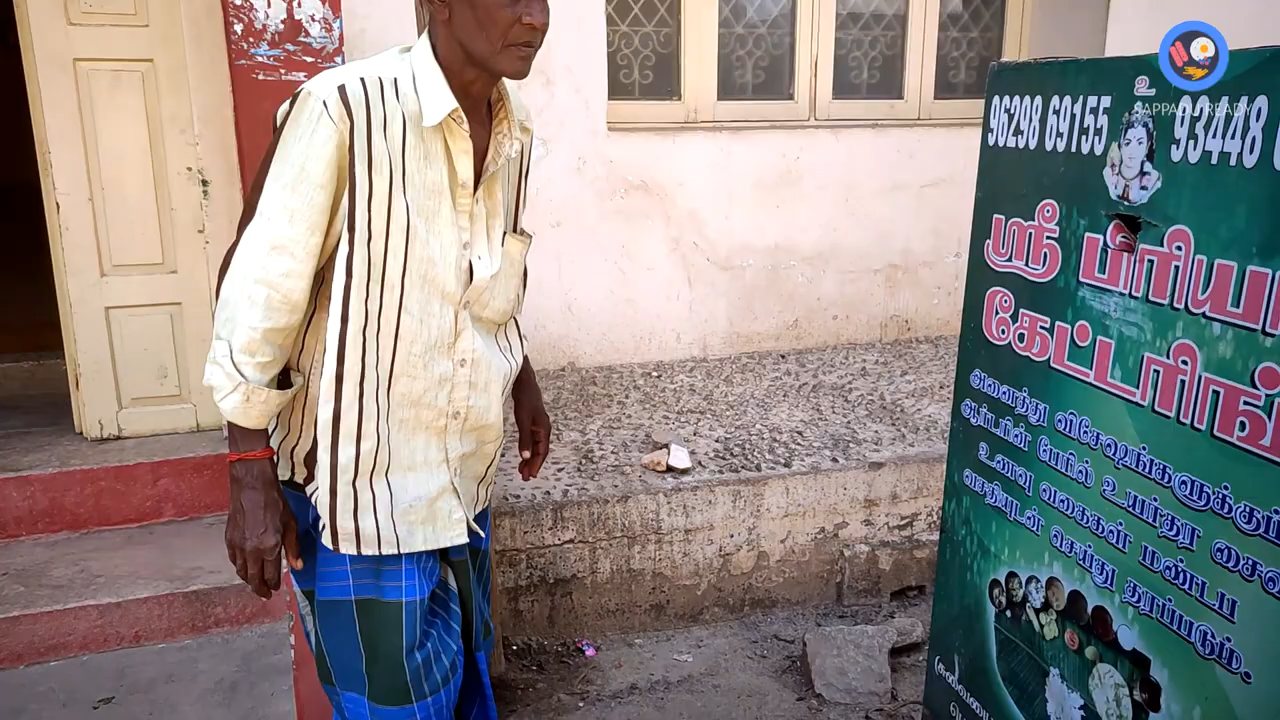 SAPPADU READY
உ
96298 69155 93448
ஸ்ரீ பிரியா
கேட்டரிங்
அனைத்து விசேஷங்களுக்கும்
ஆர்டரின் பேரில் உயர்தர சைவ
உணவு வகைகள் மண்டப
வசதியுடன் செய்து தரப்படும்.